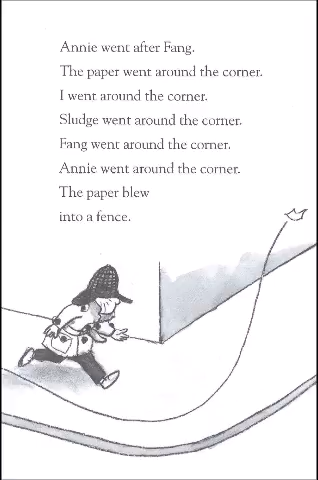 Annie went after Fang.
The paper went around the corner.
I went around the corner.
Sludge went around the corner.
Fang went around the corner.
Annie went around the corner.
The paper blew
into a fence.